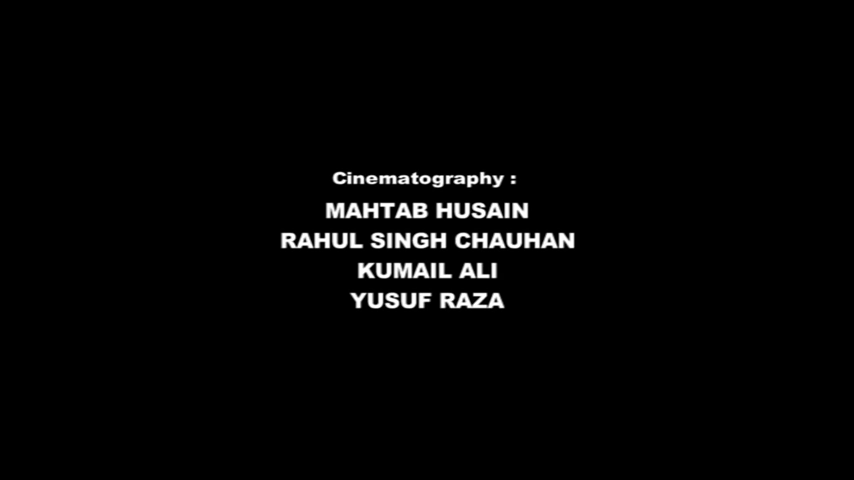 Cinematography :
MAHTAB HUSAIN
RAHUL SINGH CHAUHAN
KUMAIL ALI
YUSUF RAZA